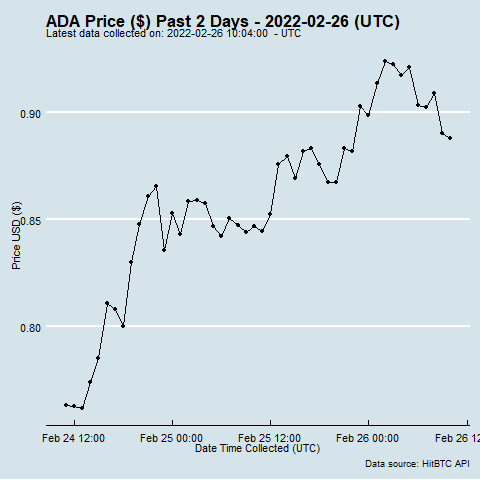 ADA Price ($) Past 2 Days - 2022-02-26 (UTC)
Latest data collected on: 2022-02-26 10:04:00  - UTC
Price USD ($)
0.90
0.85
0.80
Feb 24 12:00
Feb 25 00:00
Feb 25 12:00
Feb 26 00:00
Feb 26 12
Date Time Collected (UTC)
Data source: HitBTC API